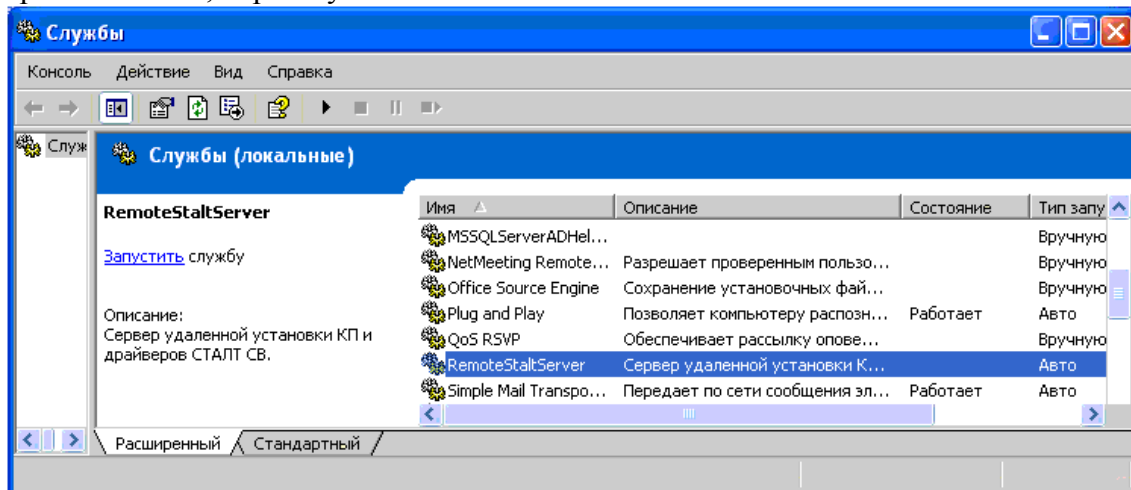 Службы
Консоль Действие Вид Справка
Служ
Службы (локальные)
RemoteStaltServer
Запустить службу
Описание:
Сервер удаленной установки КП и
драйверов СТАЛТ СВ.
Имя Описание Состояние Тип запу
MSSQLServerADHel... Вручную
NetMeeting Remote... Разрешает проверенным пользо... Вручную
Office Source Engine Сохранение установочных фай... Вручную
Plug and Play Позволяет компьютеру распозн... Работает Авто
QoS RSVP Обеспечивает рассылку опове... Вручную
RemoteStaltServer Сервер удаленной установки К... Авто
Simple Mail Transpo... Передает по сети сообщения эл... Работает Авто
Расширенный Стандартный